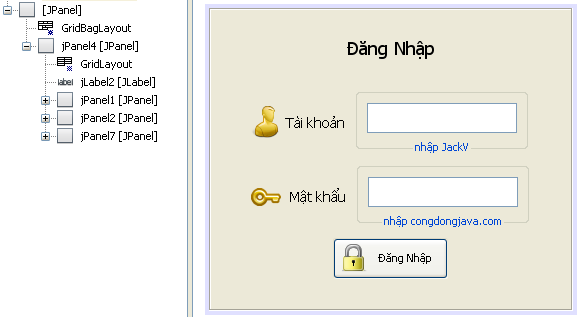 [JPanel]
GridBagLayout
jPanel4 [JPanel]
GridLayout
label jLabel2 [JLabel]
jPanel1 [JPanel]
jPanel2 [JPanel]
jPanel7 [JPanel]
Đăng Nhập
Tài khoản
nhập JackV
Mật khẩu
nhập congdongjava.com
Đăng Nhập